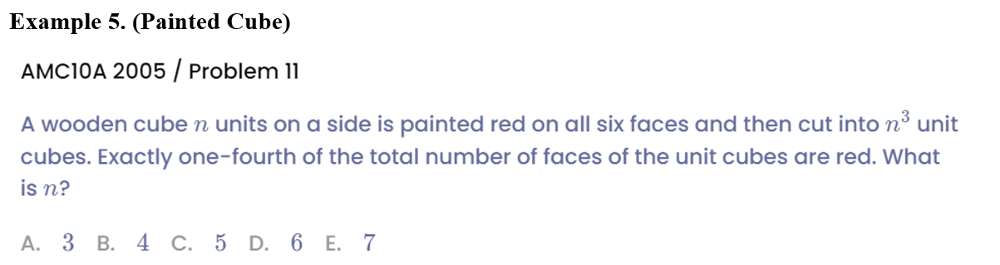 Example 5. (Painted Cube)
AMC10A 2005 / Problem 11
A wooden cube n units on a side is painted red on all six faces and then cut into n³ unit
cubes. Exactly one-fourth of the total number of faces of the unit cubes are red. What
is n?
A. 3 B. 4 C. 5 D. 6 E. 7